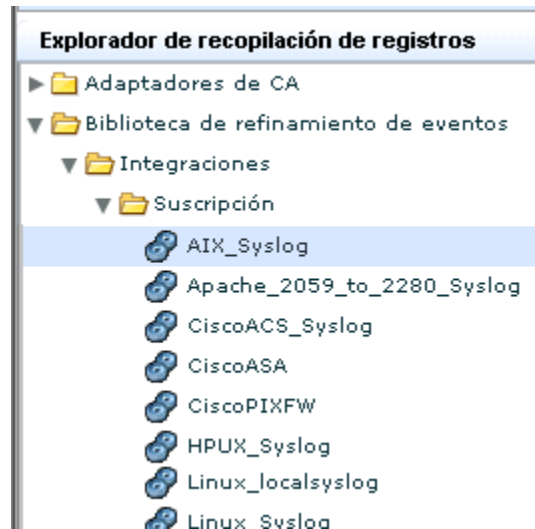 Explorador de recopilación de registros
Adaptadores de CA
Biblioteca de refinamiento de eventos
Integraciones
Suscripción
AIX_Syslog
Apache_2059_to_2280_Syslog
CiscoACS_Syslog
CiscoASA
CiscoPIXFW
HPUX_Syslog
Linux_localsyslog
Linux_Syslog